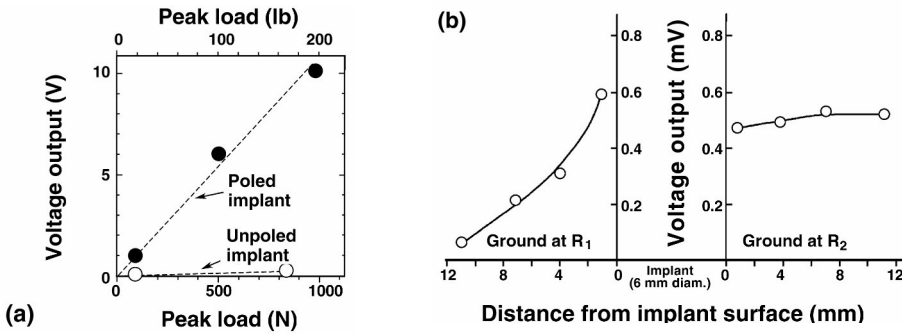 Peak load (lb)
0 100 200
10
5
0
Voltage output (V)
Poled
implant
Unpoled
implant
0 500 1000
Peak load (N)
(a)
(b)
0.8
0.6
0.4
0.2
Ground at R1
Voltage output (mV)
0.8
0.6
0.4
0.2
Ground at R2
12 8 4 0
Implant
(6 mm diam.)
0 4 8 12
Distance from implant surface (mm)